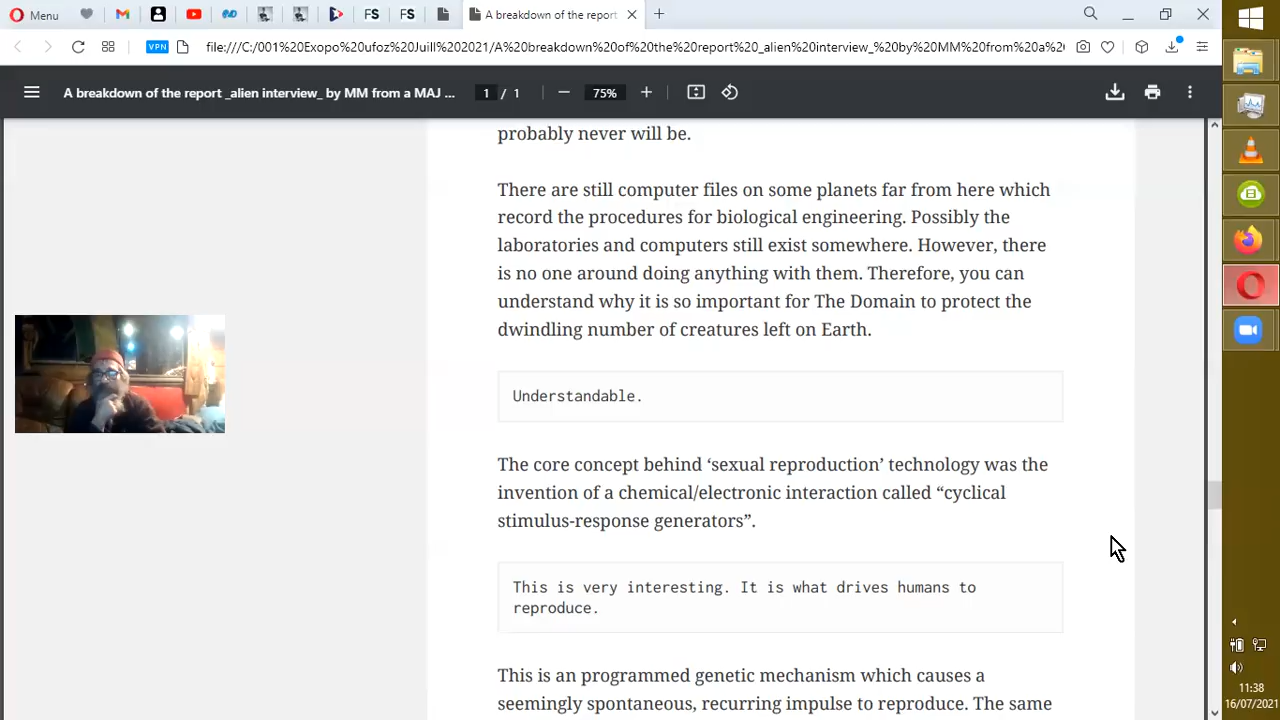 Menu
FS
FS
A breakdown of the report
VPN
file:///C:/001%20Exopo%20ufoz%20Juill%202021/A%20breakdown%20of%20the%20report%20_alien%20interview_%20by%20MM%20from%20a%20
A breakdown of the report _alien interview_ by MM from a MAJ ...
1 / 1
75%
probably never will be.
There are still computer files on some planets far from here which
record the procedures for biological engineering. Possibly the
laboratories and computers still exist somewhere. However, there
is no one around doing anything with them. Therefore, you can
understand why it is so important for The Domain to protect the
dwindling number of creatures left on Earth.
Understandable.
The core concept behind ‘sexual reproduction’ technology was the
invention of a chemical/electronic interaction called “cyclical
stimulus-response generators”.
This is very interesting. It is what drives humans to
reproduce.
This is an programmed genetic mechanism which causes a
seemingly spontaneous, recurring impulse to reproduce. The same
11:38
16/07/2021